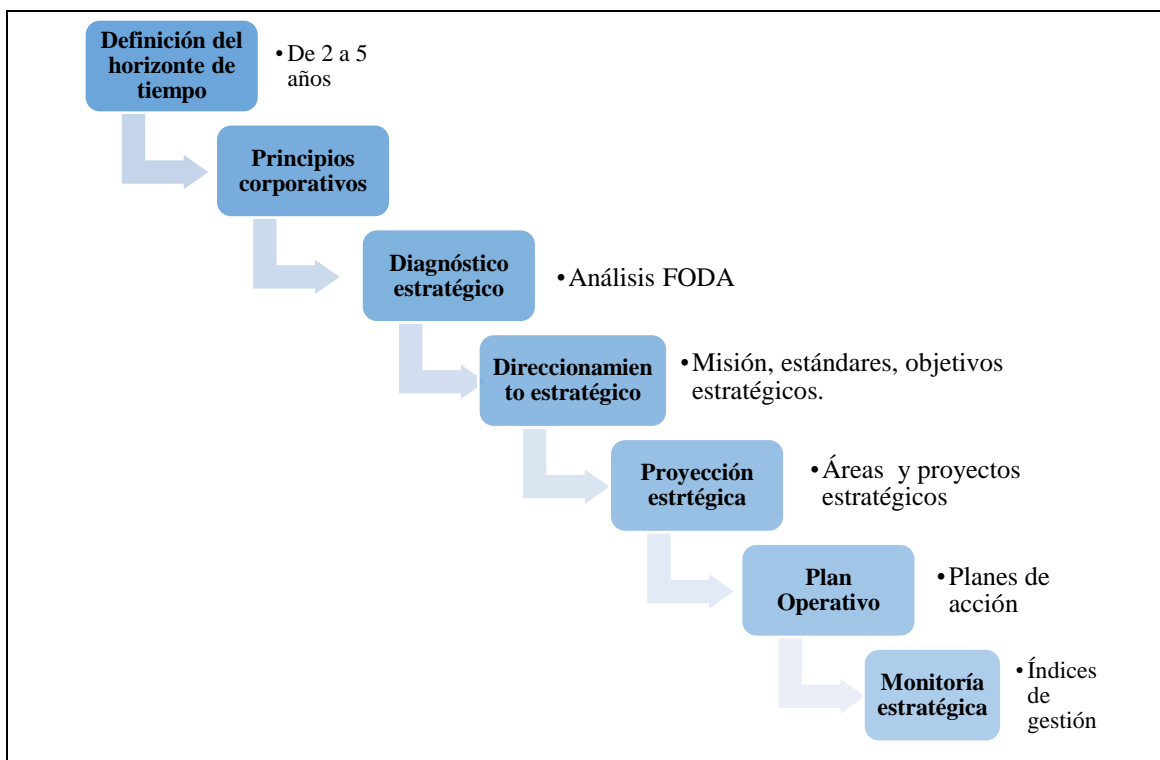 Definición del
horizonte de
tiempo
•De 2 a 5
años
Principios
corporativos
Diagnóstico
estratégico
•Análisis FODA
Direccionamien
to estratégico
•Misión, estándares, objetivos
estratégicos.
Proyección
estrtégica
•Áreas y proyectos
estratégicos
Plan
Operativo
•Planes de
acción
Monitoría
estratégica
•Índices
de
gestión